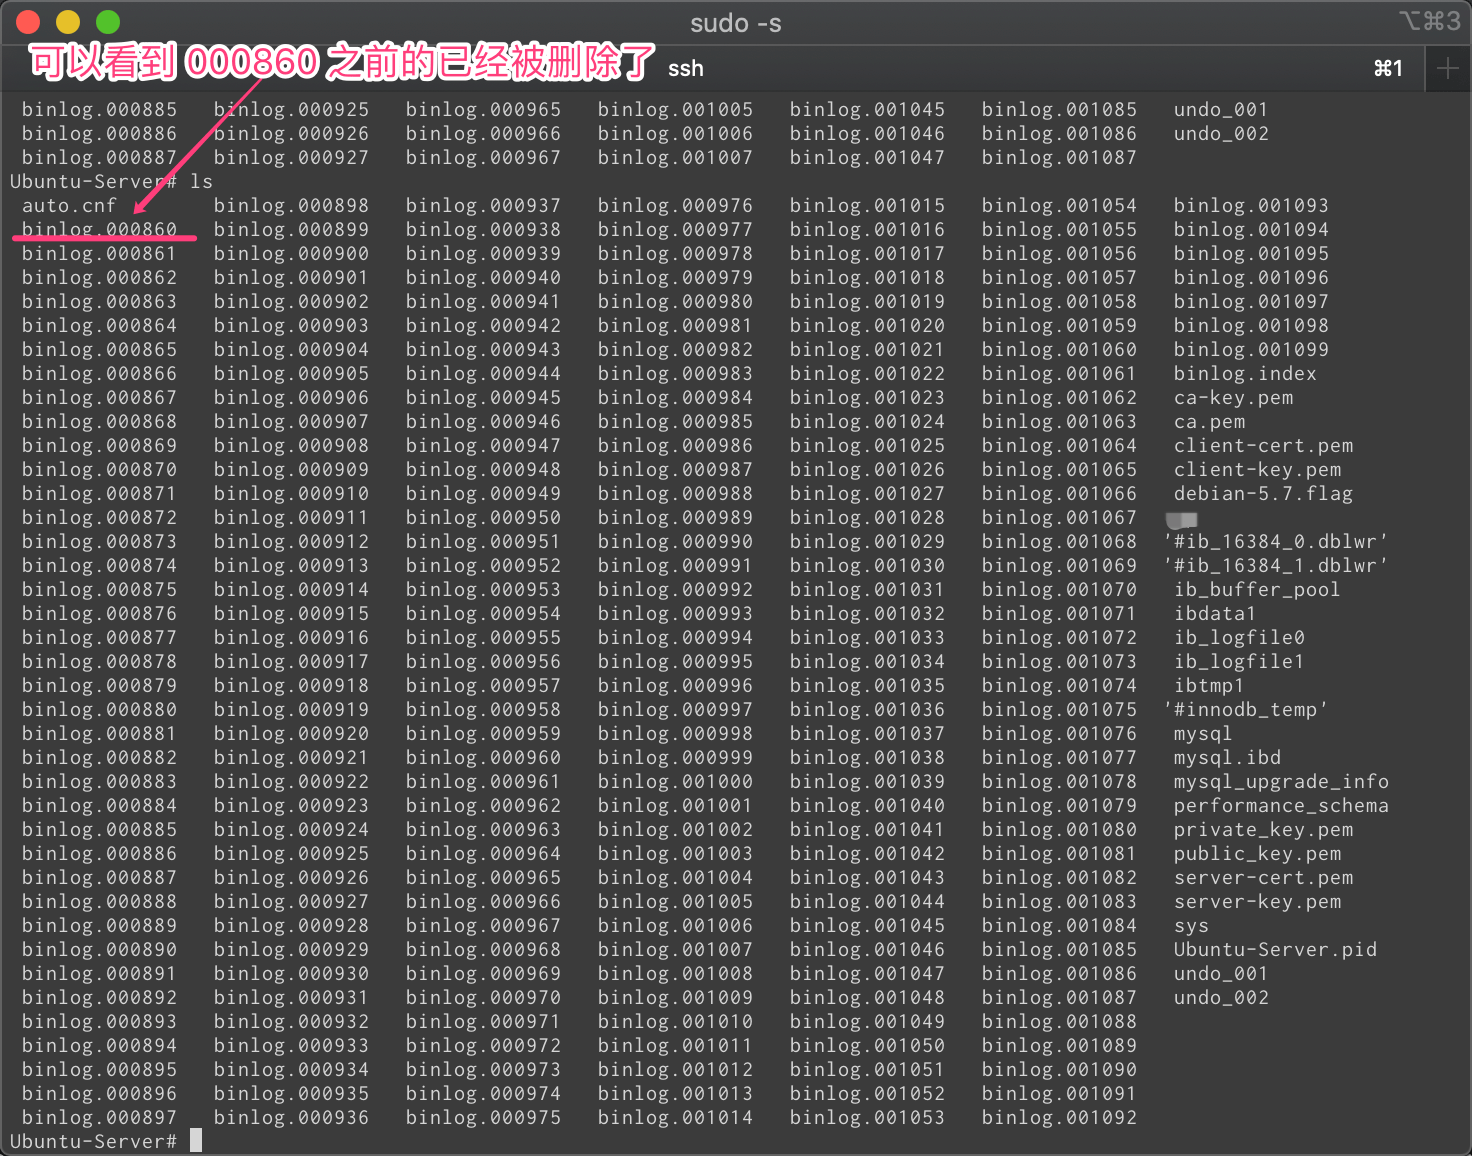 sudo -s
⌥⌘3
可以看到 000860 之前的已经被删除了
ssh
⌘1
binlog.000885 binlog.000925 binlog.000965 binlog.001005 binlog.001045 binlog.001085 undo_001
binlog.000886 binlog.000926 binlog.000966 binlog.001006 binlog.001046 binlog.001086 undo_002
binlog.000887 binlog.000927 binlog.000967 binlog.001007 binlog.001047 binlog.001087
Ubuntu-Server# ls
auto.cnf binlog.000898 binlog.000937 binlog.000976 binlog.001015 binlog.001054 binlog.001093
binlog.000860 binlog.000899 binlog.000938 binlog.000977 binlog.001016 binlog.001055 binlog.001094
binlog.000861 binlog.000900 binlog.000939 binlog.000978 binlog.001017 binlog.001056 binlog.001095
binlog.000862 binlog.000901 binlog.000940 binlog.000979 binlog.001018 binlog.001057 binlog.001096
binlog.000863 binlog.000902 binlog.000941 binlog.000980 binlog.001019 binlog.001058 binlog.001097
binlog.000864 binlog.000903 binlog.000942 binlog.000981 binlog.001020 binlog.001059 binlog.001098
binlog.000865 binlog.000904 binlog.000943 binlog.000982 binlog.001021 binlog.001060 binlog.001099
binlog.000866 binlog.000905 binlog.000944 binlog.000983 binlog.001022 binlog.001061 binlog.index
binlog.000867 binlog.000906 binlog.000945 binlog.000984 binlog.001023 binlog.001062 ca-key.pem
binlog.000868 binlog.000907 binlog.000946 binlog.000985 binlog.001024 binlog.001063 ca.pem
binlog.000869 binlog.000908 binlog.000947 binlog.000986 binlog.001025 binlog.001064 client-cert.pem
binlog.000870 binlog.000909 binlog.000948 binlog.000987 binlog.001026 binlog.001065 client-key.pem
binlog.000871 binlog.000910 binlog.000949 binlog.000988 binlog.001027 binlog.001066 debian-5.7.flag
binlog.000872 binlog.000911 binlog.000950 binlog.000989 binlog.001028 binlog.001067
binlog.000873 binlog.000912 binlog.000951 binlog.000990 binlog.001029 binlog.001068 '#ib_16384_0.dblwr'
binlog.000874 binlog.000913 binlog.000952 binlog.000991 binlog.001030 binlog.001069 '#ib_16384_1.dblwr'
binlog.000875 binlog.000914 binlog.000953 binlog.000992 binlog.001031 binlog.001070 ib_buffer_pool
binlog.000876 binlog.000915 binlog.000954 binlog.000993 binlog.001032 binlog.001071 ibdata1
binlog.000877 binlog.000916 binlog.000955 binlog.000994 binlog.001033 binlog.001072 ib_logfile0
binlog.000878 binlog.000917 binlog.000956 binlog.000995 binlog.001034 binlog.001073 ib_logfile1
binlog.000879 binlog.000918 binlog.000957 binlog.000996 binlog.001035 binlog.001074 ibtmp1
binlog.000880 binlog.000919 binlog.000958 binlog.000997 binlog.001036 binlog.001075 '#innodb_temp'
binlog.000881 binlog.000920 binlog.000959 binlog.000998 binlog.001037 binlog.001076 mysql
binlog.000882 binlog.000921 binlog.000960 binlog.000999 binlog.001038 binlog.001077 mysql.ibd
binlog.000883 binlog.000922 binlog.000961 binlog.001000 binlog.001039 binlog.001078 mysql_upgrade_info
binlog.000884 binlog.000923 binlog.000962 binlog.001001 binlog.001040 binlog.001079 performance_schema
binlog.000885 binlog.000924 binlog.000963 binlog.001002 binlog.001041 binlog.001080 private_key.pem
binlog.000886 binlog.000925 binlog.000964 binlog.001003 binlog.001042 binlog.001081 public_key.pem
binlog.000887 binlog.000926 binlog.000965 binlog.001004 binlog.001043 binlog.001082 server-cert.pem
binlog.000888 binlog.000927 binlog.000966 binlog.001005 binlog.001044 binlog.001083 server-key.pem
binlog.000889 binlog.000928 binlog.000967 binlog.001006 binlog.001045 binlog.001084 sys
binlog.000890 binlog.000929 binlog.000968 binlog.001007 binlog.001046 binlog.001085 Ubuntu-Server.pid
binlog.000891 binlog.000930 binlog.000969 binlog.001008 binlog.001047 binlog.001086 undo_001
binlog.000892 binlog.000931 binlog.000970 binlog.001009 binlog.001048 binlog.001087 undo_002
binlog.000893 binlog.000932 binlog.000971 binlog.001010 binlog.001049 binlog.001088
binlog.000894 binlog.000933 binlog.000972 binlog.001011 binlog.001050 binlog.001089
binlog.000895 binlog.000934 binlog.000973 binlog.001012 binlog.001051 binlog.001090
binlog.000896 binlog.000935 binlog.000974 binlog.001013 binlog.001052 binlog.001091
binlog.000897 binlog.000936 binlog.000975 binlog.001014 binlog.001053 binlog.001092
Ubuntu-Server#